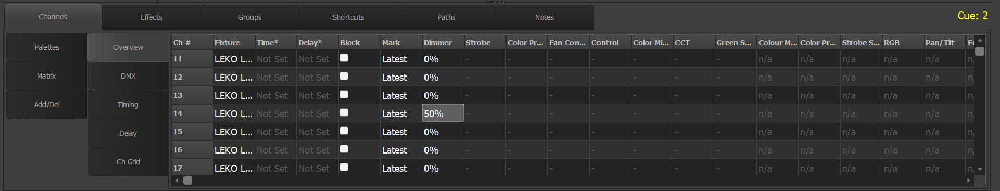 Channels Effects Groups Shortcuts Paths Notes Cue: 2
Palettes Overview
Matrix DMX
Add/Del Timing
Delay
Ch Grid
Ch # Fixture Time* Delay* Block Mark Dimmer Strobe Color Pr... Fan Con... Control Color Mi... CCT Green S... Colour M... Color Pr... Strobe S... RGB Pan/Tilt
11 LEKO L... Not Set Not Set Latest 0% - - - - - - - n/a n/a n/a n/a n/a n/
12 LEKO L... Not Set Not Set Latest 0% - - - - - - - n/a n/a n/a n/a n/a n/
13 LEKO L... Not Set Not Set Latest 0% - - - - - - - n/a n/a n/a n/a n/a n/
14 LEKO L... Not Set Not Set Latest 50% - - - - - - - n/a n/a n/a n/a n/a n/
15 LEKO L... Not Set Not Set Latest 0% - - - - - - - n/a n/a n/a n/a n/a n/
16 LEKO L... Not Set Not Set Latest 0% - - - - - - - n/a n/a n/a n/a n/a n/
17 LEKO L... Not Set Not Set Latest 0% - - - - - - - n/a n/a n/a n/a n/a n/